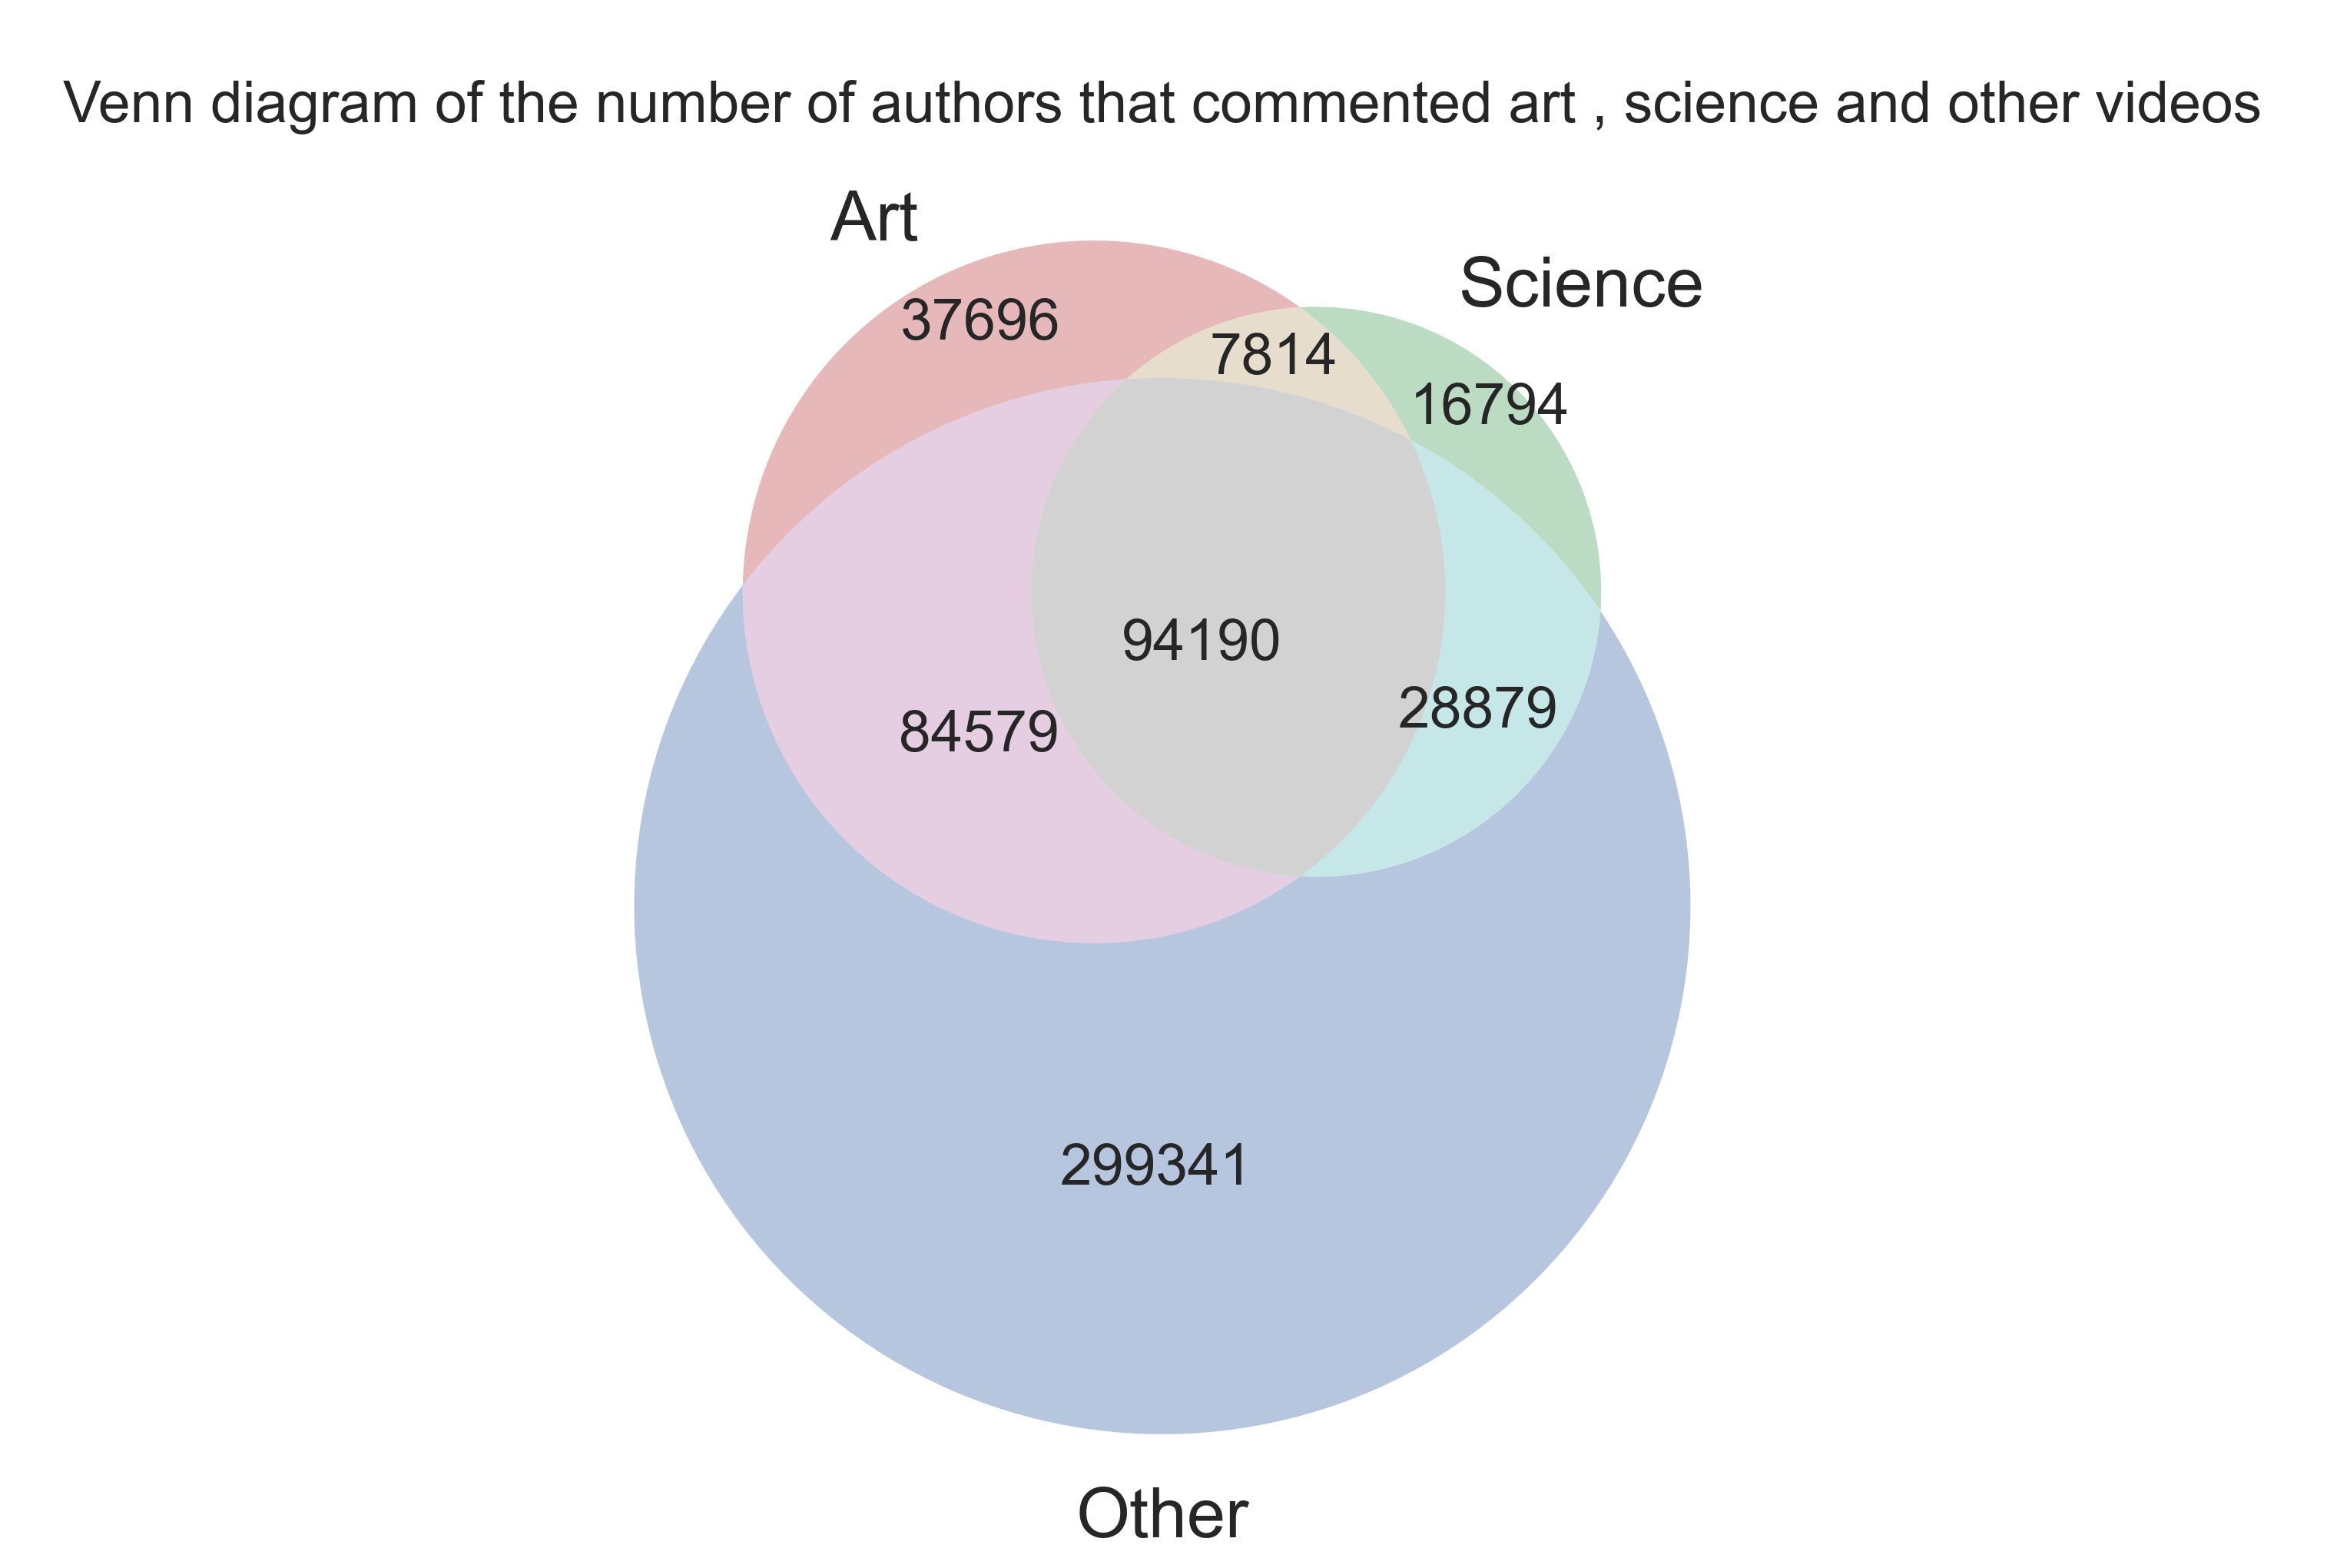 Venn diagram of the number of authors that commented art , science and other videos
Art
Science
37696
7814
16794
94190
28879
84579
299341
Other